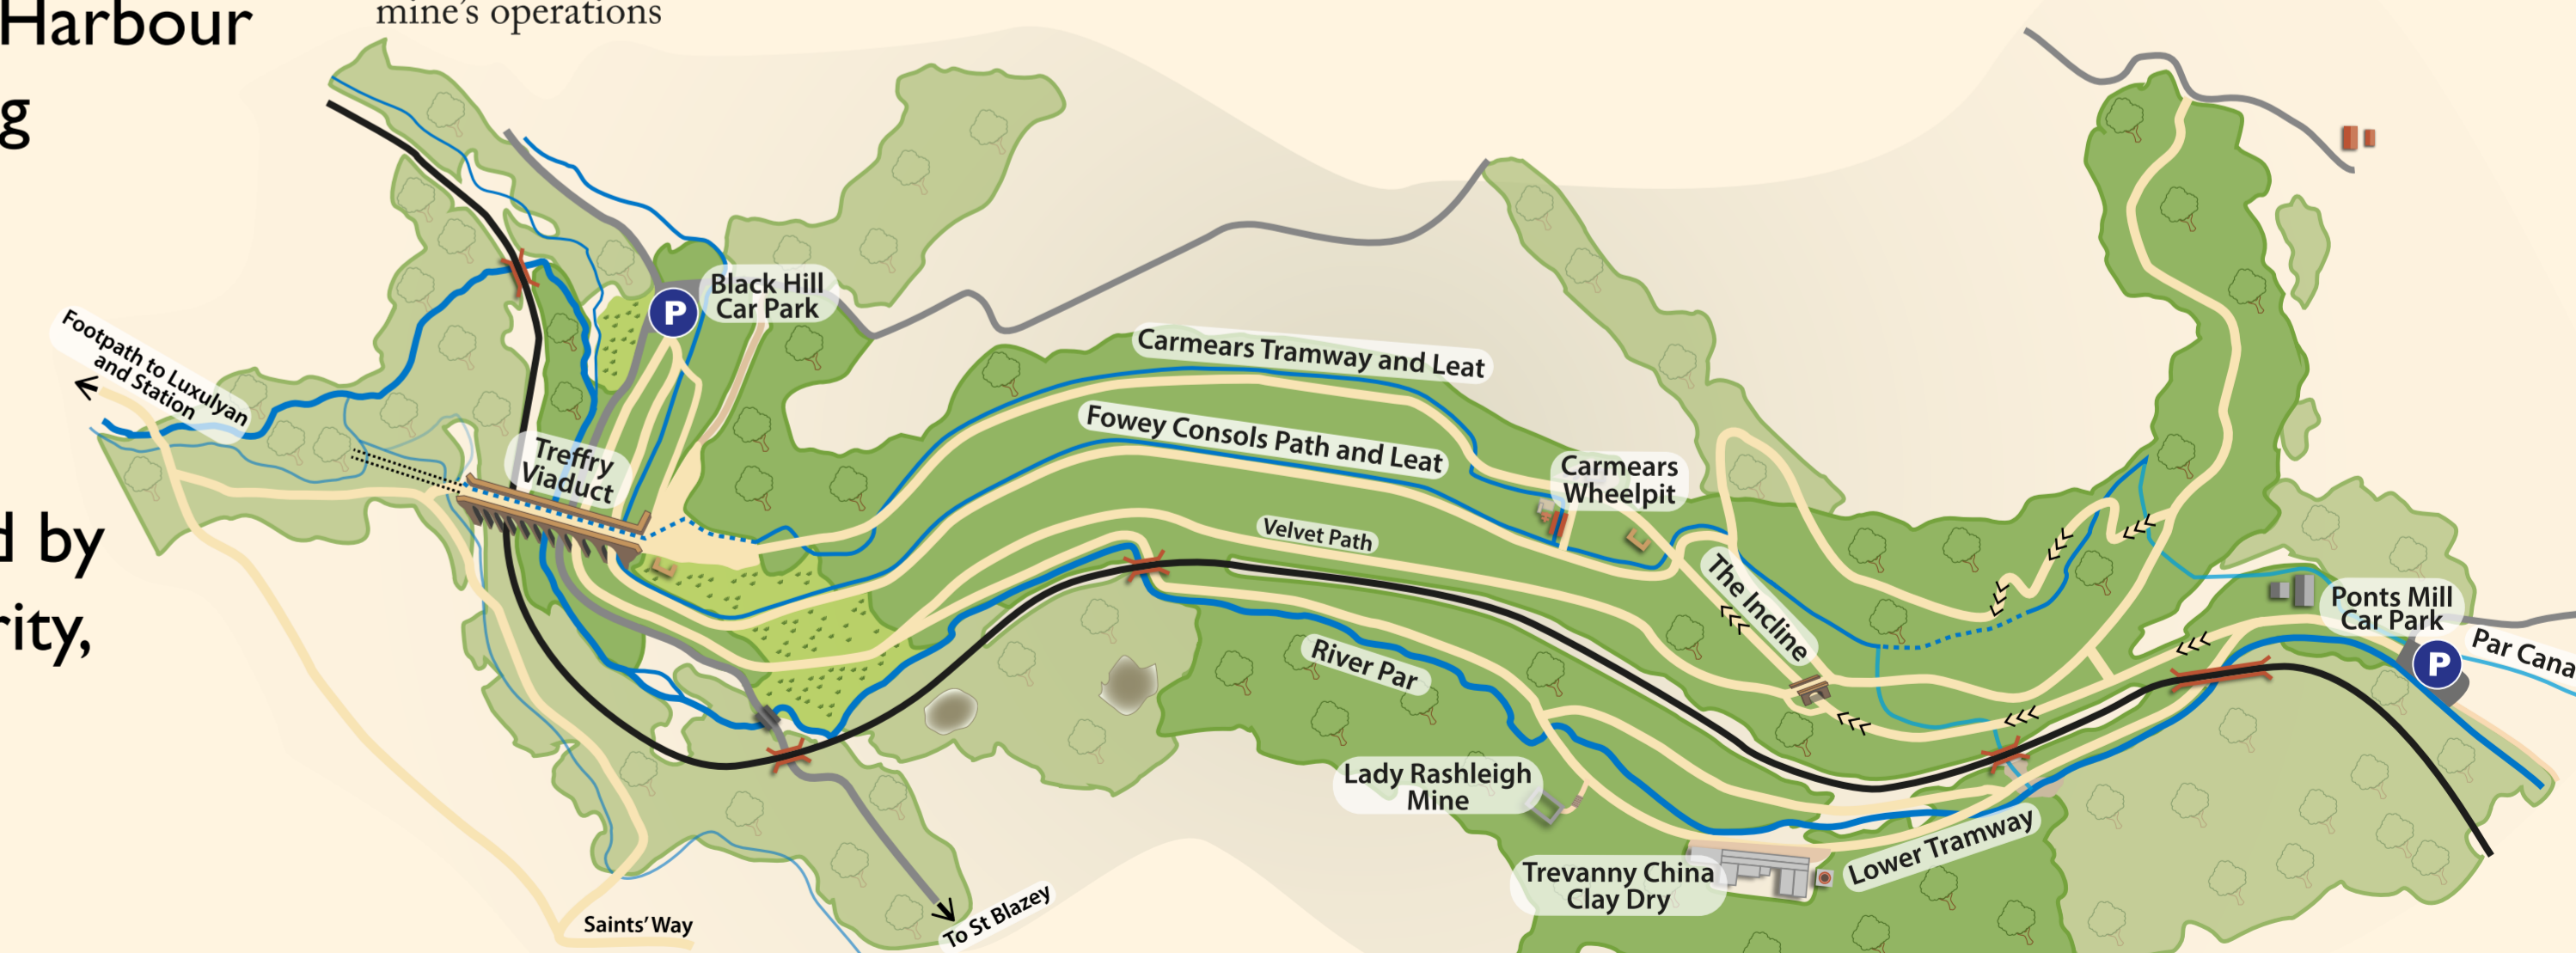 Harbour
mine's operations
g
d by
rity,
Black Hill
Car Park
P
Footpath to Luxulyan
and Station
Treffry
Viaduct
Carmears Tramway and Leat
Fowey Consols Path and Leat
Carmears
Wheelpit
Velvet Path
The Incline
River Par
Ponts Mill
Car Park
P
Par Cana
Lady Rashleigh
Mine
Trevanny China
Clay Dry
Lower Tramway
Saints' Way
To St Blazey